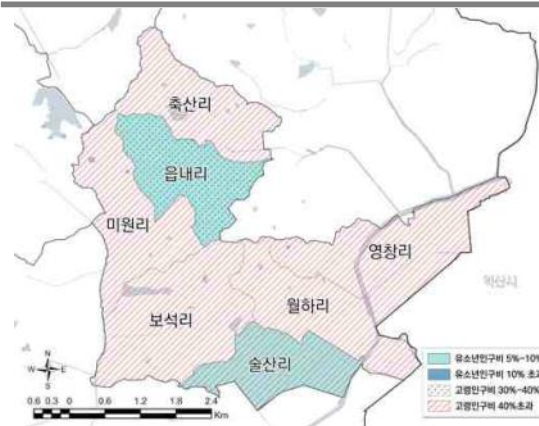 축산리
읍내리
미원리
영창리
익산시
월하리
보석리
술산리
N
W E
S
0.6 0.3 0 0.6 1.2 1.8 2.4
Km
유소년인구비 5%~10%
유소년인구비 10% 초과
고령인구비 30%~40%
고령인구비 40%초과